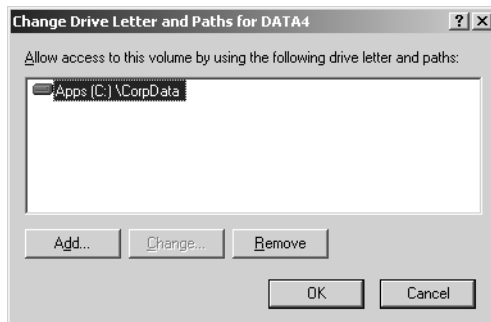 Change Drive Letter and Paths for DATA4
? X
Allow access to this volume by using the following drive letter and paths:
Apps (C:) \CorpData
Add... Change... Remove
OK Cancel